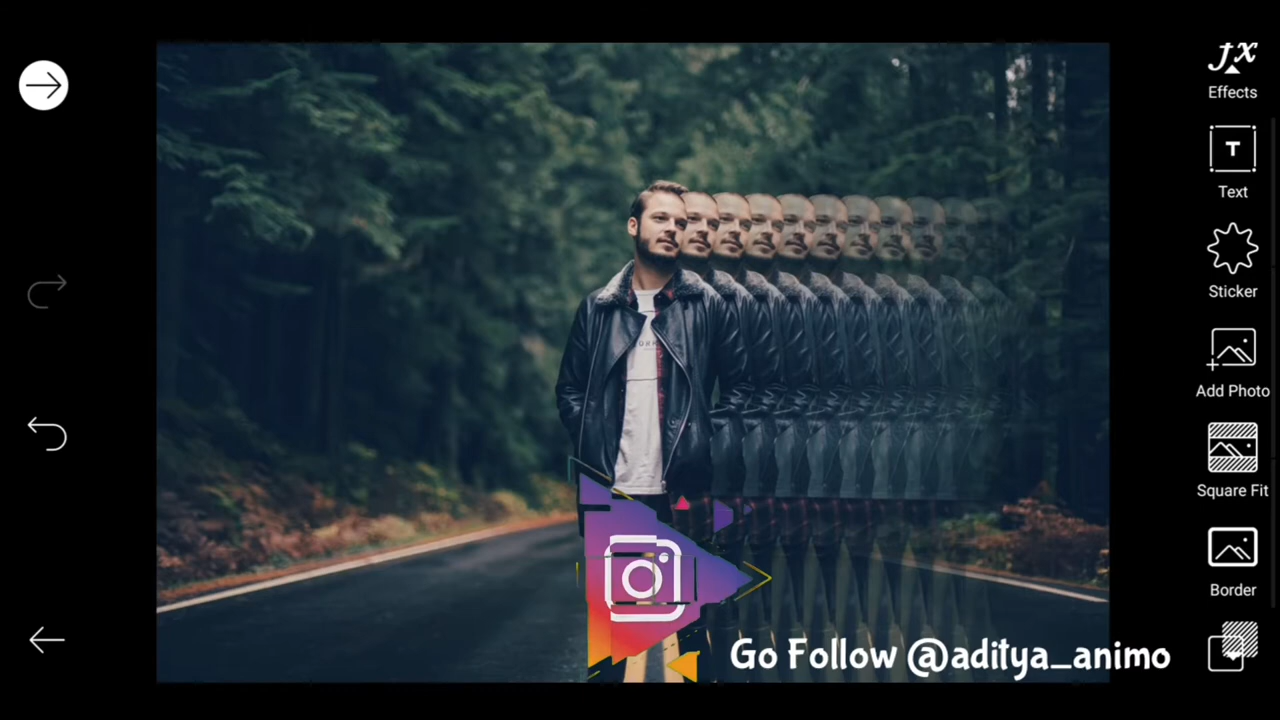 Effects
T
Text
Sticker
Add Photo
Square Fit
Border
Go Follow @aditya_animo